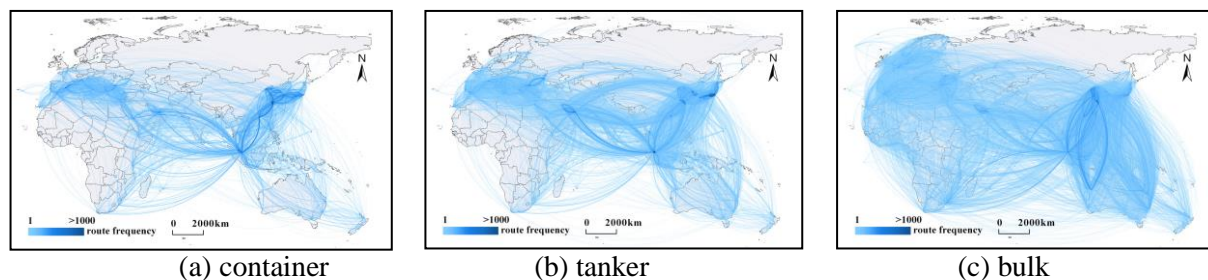 N
1 >1000 0 2000km
route frequency
(a) container
N
1 >1000 0 2000km
route frequency
(b) tanker
N
1 >1000 0 2000km
route frequency
(c) bulk